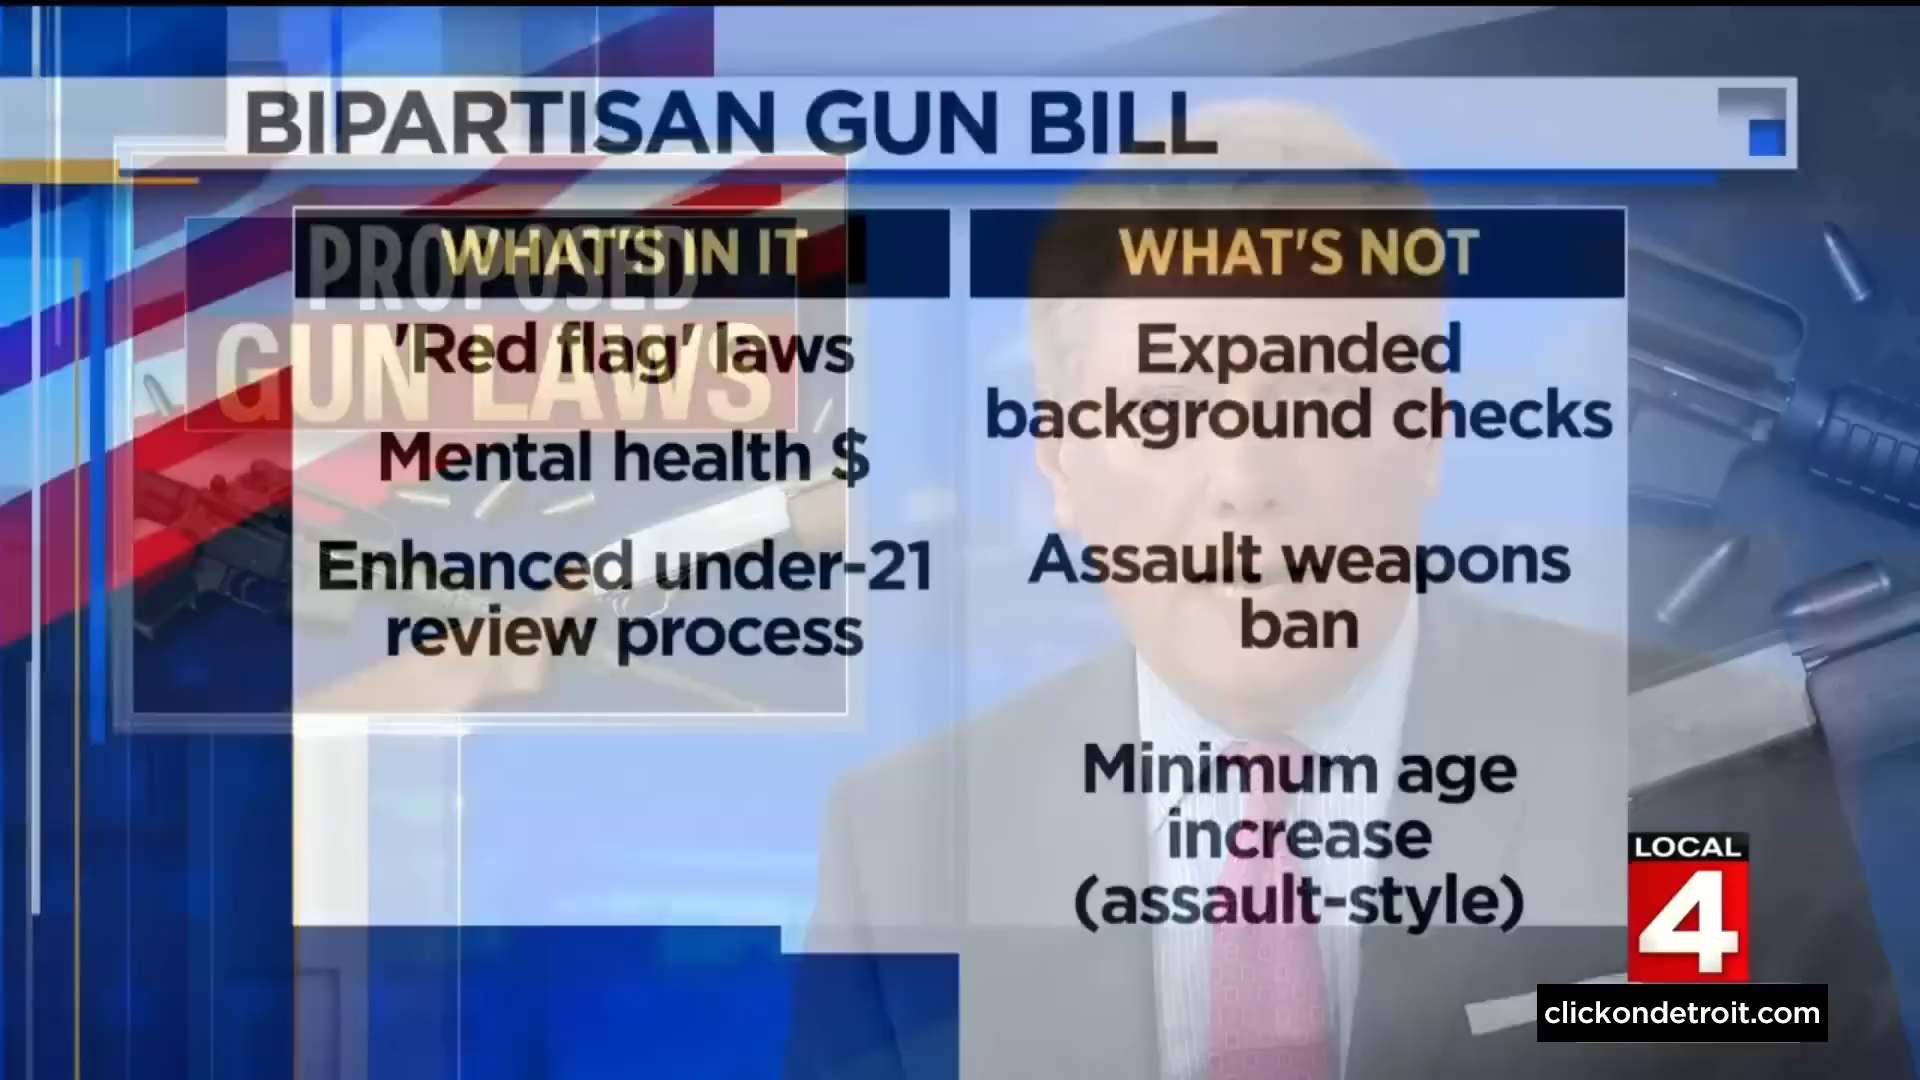 BIPARTISAN GUN BILL
WHAT'S IN IT
'Red flag' laws
Mental health $
Enhanced under-21
review process
WHAT'S NOT
Expanded
background checks
Assault weapons
ban
Minimum age
increase
(assault-style)
PROPOSED
GUN LAWS
LOCAL
4
clickondetroit.com